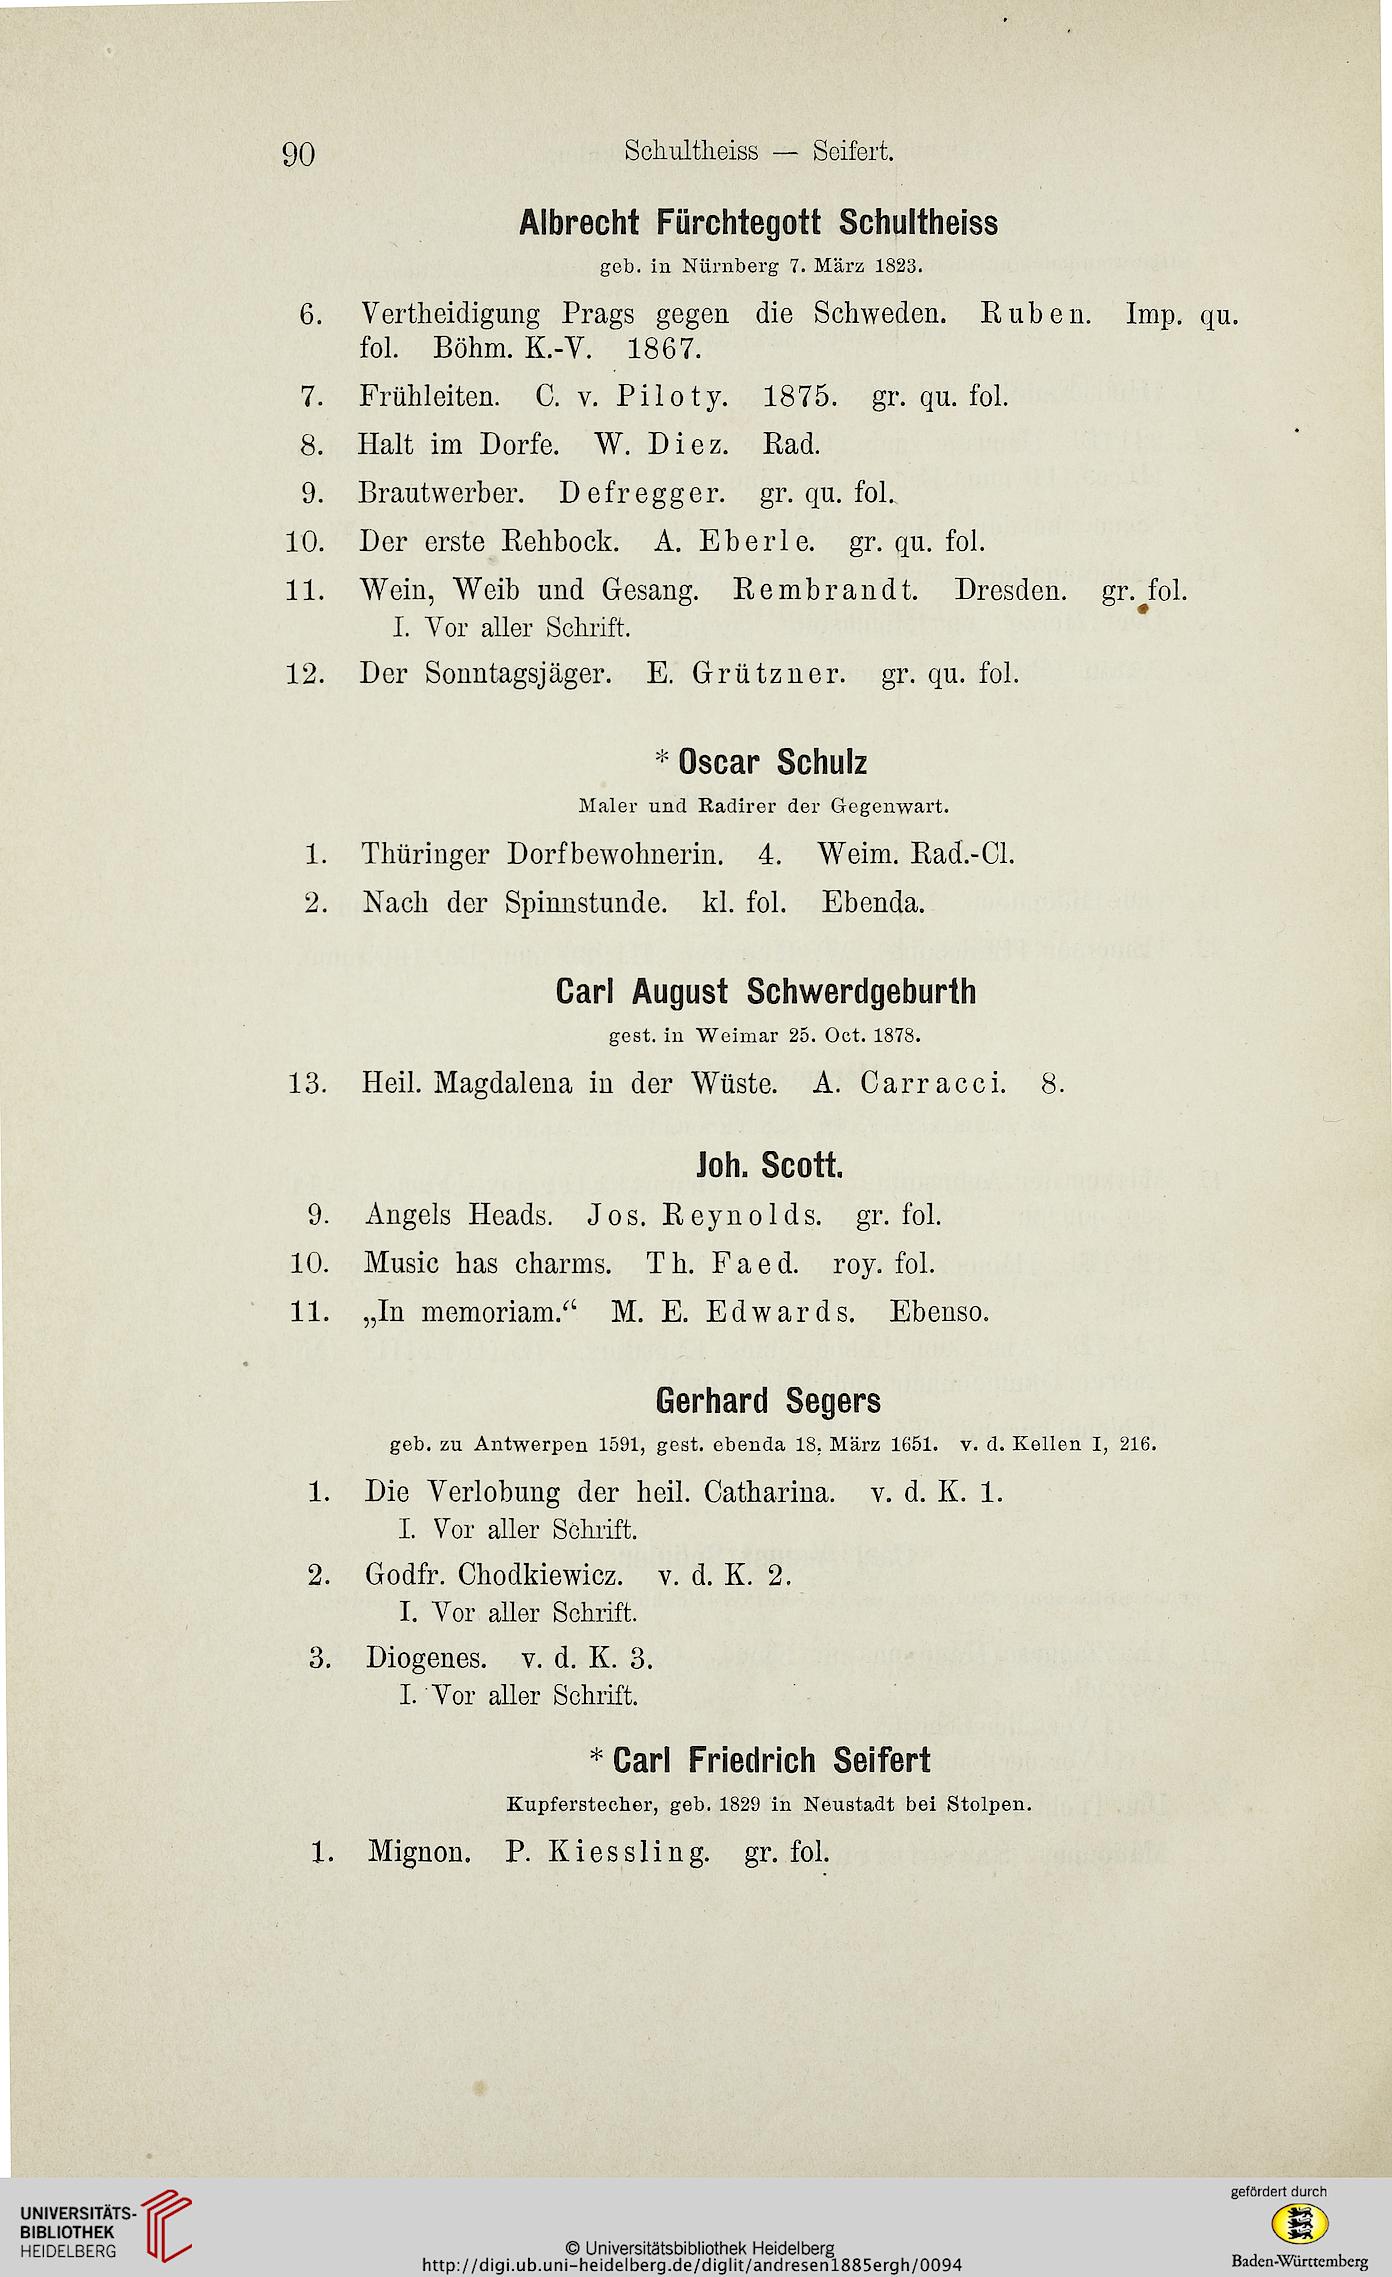 90
Schultheiss — Seifert.
Albrecht Fürchtegott Schultheiss
geb. in Nürnberg 7. März 1823.
6. Vertheidigung Prags gegen die Schweden. Ruben. Imp. qu.
fol. Böhm. K.-V. 1867.
7. Frühleiten. C. v. Piloty. 1875. gr. qu. fol.
8. Halt im Dorfe. W. Diez. Rad.
9. Brautwerber. Defregger. gr. qu. fol.
10. Der erste Rehbock. A. Eberle. gr. qu. fol.
11. Wein, Weib und Gesang. Rembrandt. Dresden. gr. fol.
I. Vor aller Schrift.
12. Der Sonntagsjäger. E. Grützner. gr. qu. fol.
* Oscar Schulz
Maler und Radirer der Gegenwart.
1. Thüringer Dorfbewohnerin. 4. Weim. Rad.-Cl.
2. Nach der Spinnstunde. kl. fol. Ebenda.
Carl August Schwerdgeburth
gest. in Weimar 25. Oct. 1878.
13. Heil. Magdalena in der Wüste. A. Carracci. 8.
Joh. Scott.
9. Angels Heads. Jos. Reynolds. gr. fol.
10. Music has charms. Th. Faed. roy. fol.
11. „In memoriam.“ M. E. Edwards. Ebenso.
Gerhard Segers
geb. zu Antwerpen 1591, gest. ebenda 18. März 1651. v. d. Kellen I, 216.
1. Die Verlobung der heil. Catharina. v. d. K. 1.
I. Vor aller Schrift.
2. Godfr. Chodkiewicz. v. d. K. 2.
I. Vor aller Schrift.
3. Diogenes. v. d. K. 3.
I. Vor aller Schrift.
* Carl Friedrich Seifert
Kupferstecher, geb. 1829 in Neustadt bei Stolpen.
1. Mignon. P. Kiessling. gr. fol.
UNIVERSITÄTS-
BIBLIOTHEK
HEIDELBERG
© Universitätsbibliothek Heidelberg
http://digi.ub.uni-heidelberg.de/diglit/andresen1885ergh/0094
gefördert durch
Baden-Württemberg